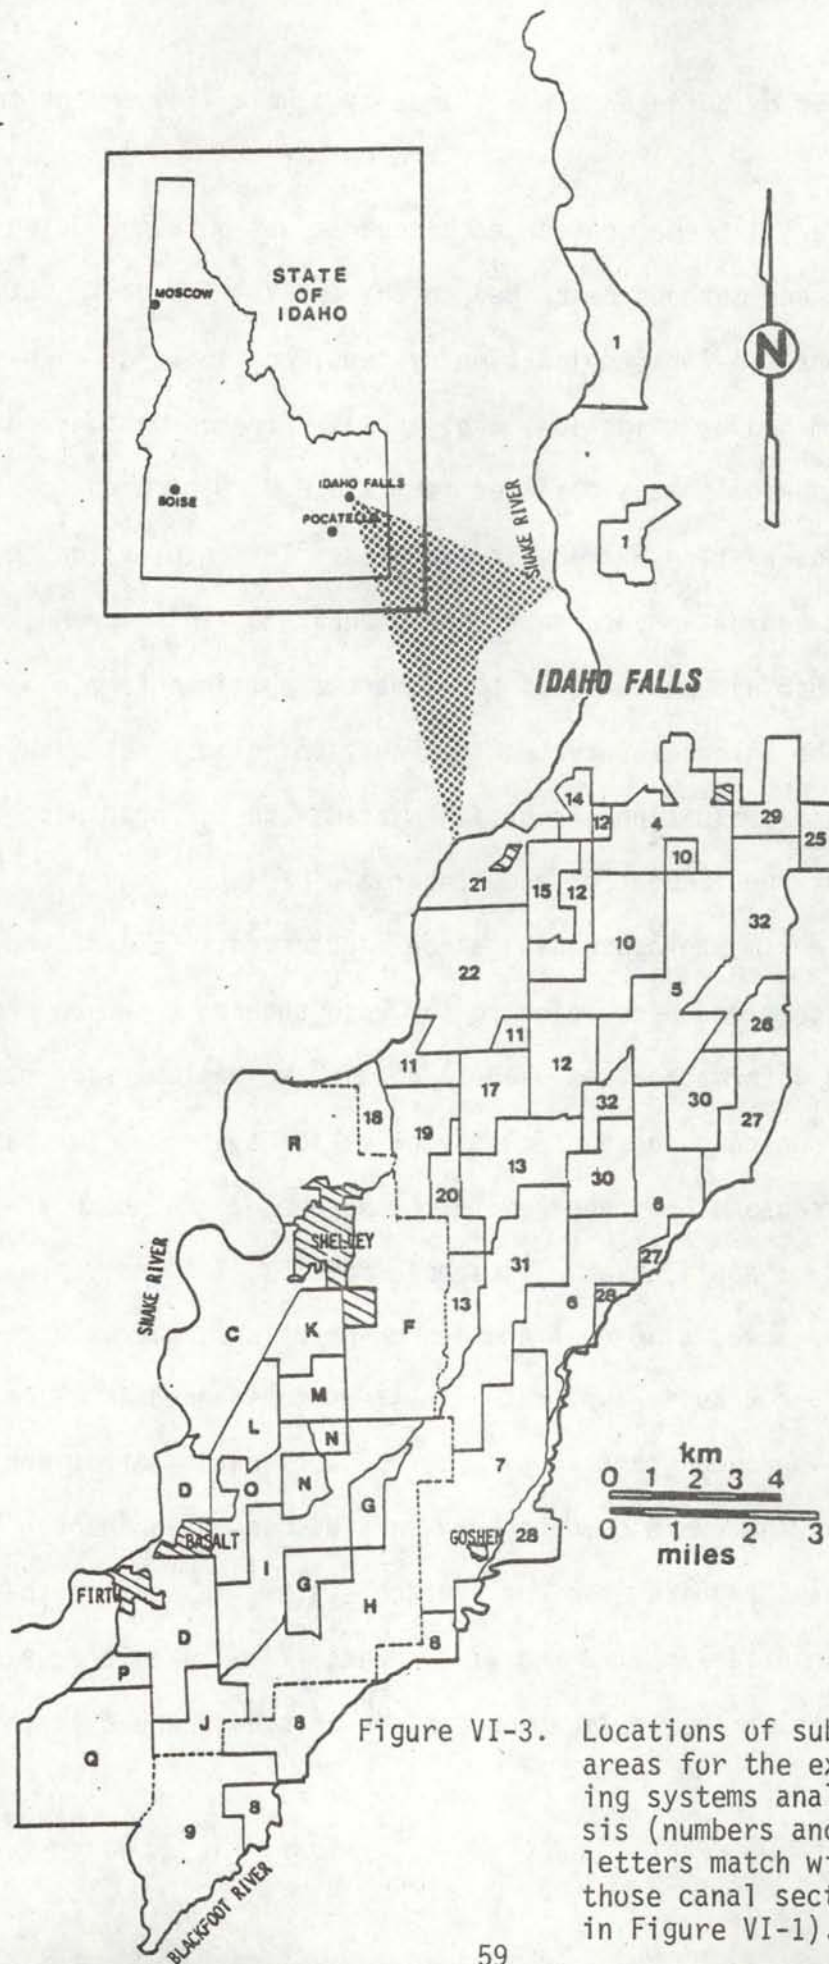 STATE
OF
IDAHO
MOSCOW
BOISE
IDAHO FALLS
POCATELLO
N
1
SNAKE RIVER
1
IDAHO FALLS
14
12
4
29
25
10
21
15
12
32
10
22
5
26
11
11
12
17
32
30
27
18
19
R
13
30
20
6
SHELLEY
31
27
SNAKE RIVER
13
6
28
C
K
F
M
L
N
7
D
O
N
G
km
0 1 2 3 4
0 1 2 3
miles
GOSHEN
28
BASALT
I
G
FIRTH
H
D
6
P
J
8
Q
8
9
BLACKFOOT RIVER
Figure VI-3. Locations of sub
areas for the ex
ing systems anal
sis (numbers and
letters match wi
those canal sect
in Figure VI-1).
59